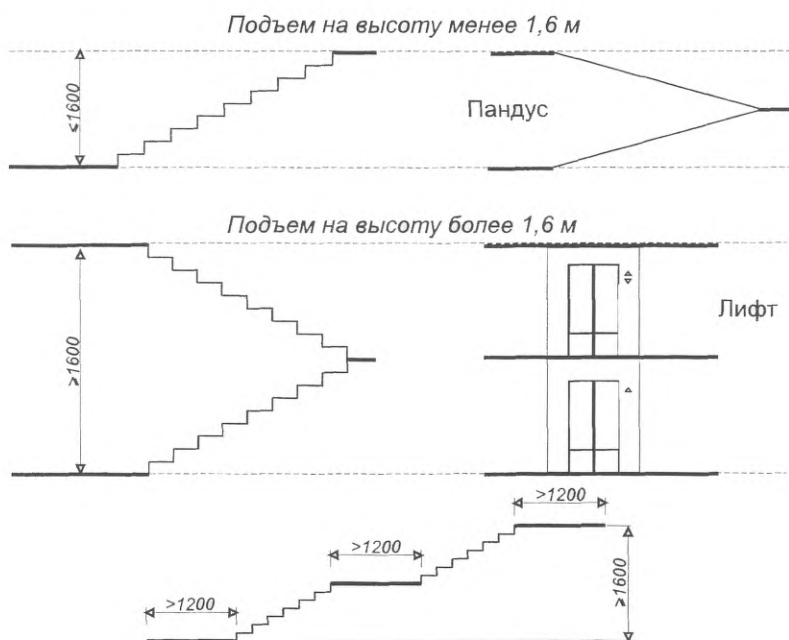 Подъем на высоту менее 1,6 м
≤1600
Пандус
Подъем на высоту более 1,6 м
≥1600
Лифт
>1200
>1200
>1200
≥1600